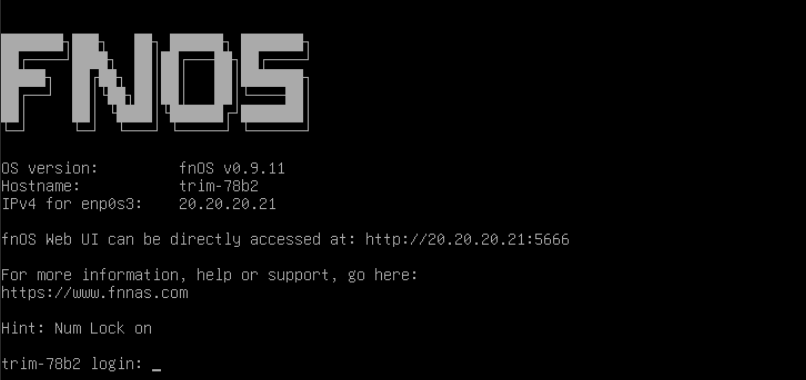 FNOS
OS version: fnOS v0.9.11
Hostname: trim-78b2
IPv4 for enp0s3: 20.20.20.21
fnOS Web UI can be directly accessed at: http://20.20.20.21:5666
For more information, help or support, go here:
https://www.fnnas.com
Hint: Num Lock on
trim-78b2 login: _